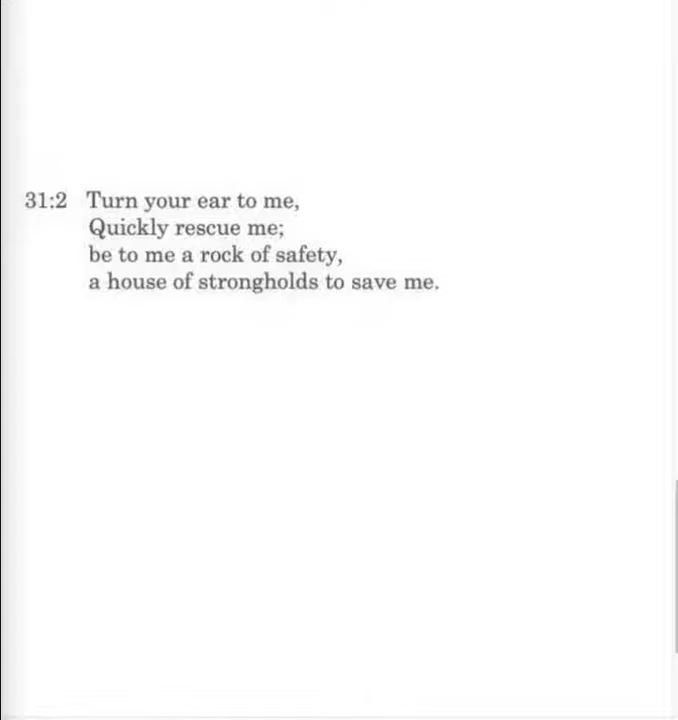 31:2 Turn your ear to me,
Quickly rescue me;
be to me a rock of safety,
a house of strongholds to save me.